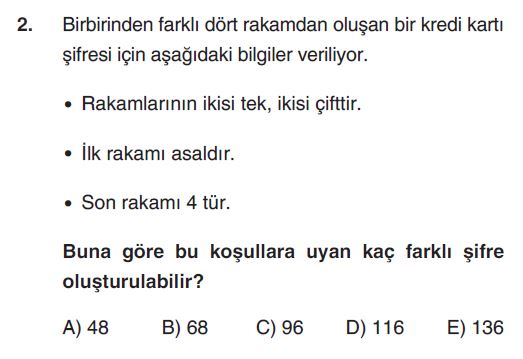 2. Birbirinden farklı dört rakamdan oluşan bir kredi kartı
şifresi için aşağıdaki bilgiler veriliyor.
• Rakamlarının ikisi tek, ikisi çifttir.
• İlk rakamı asaldır.
• Son rakamı 4 tür.
Buna göre bu koşullara uyan kaç farklı şifre
oluşturulabilir?
A) 48 B) 68 C) 96 D) 116 E) 136